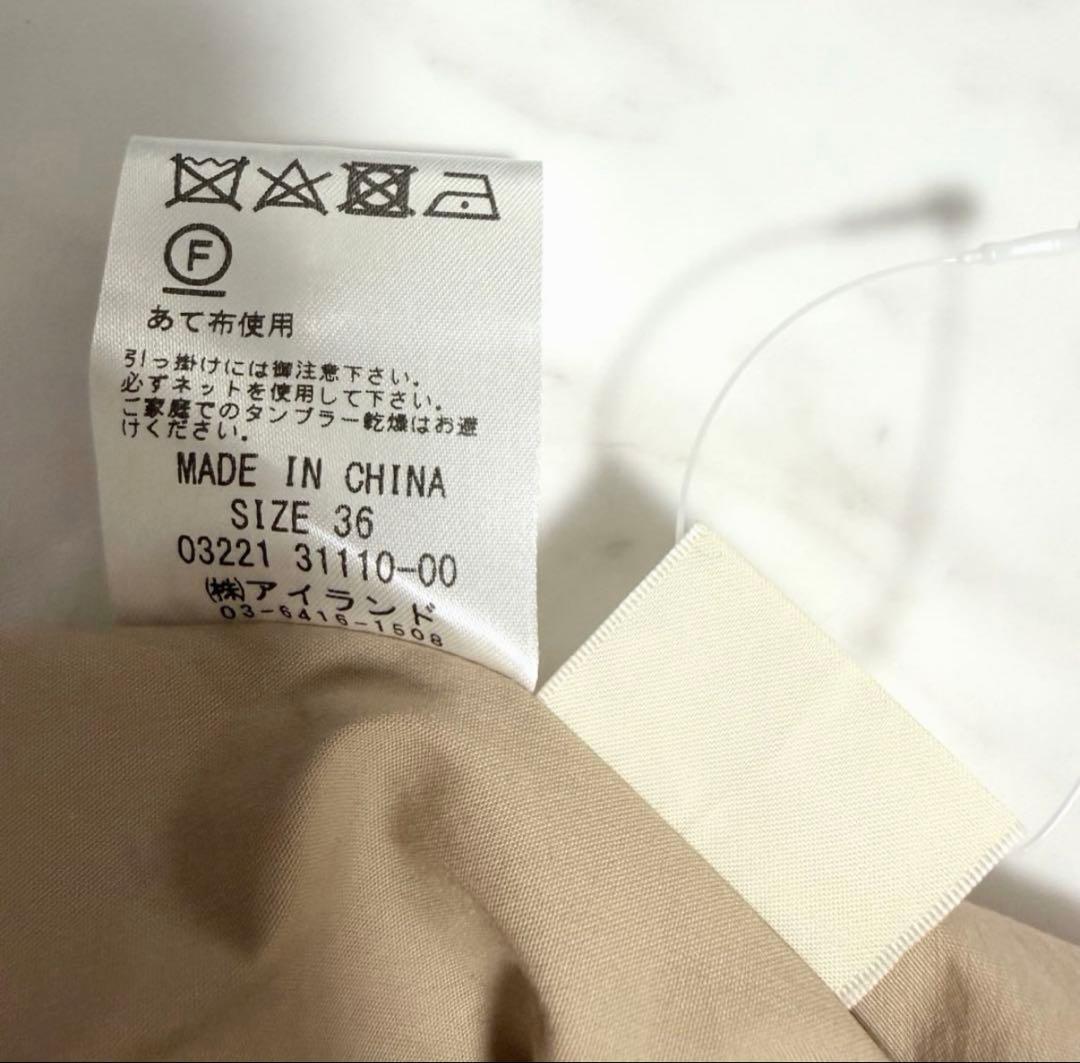 F
あて布使用
引っ掛けには御注意下さい。
必ずネットを使用して下さい。
ご家庭でのタンブラー乾燥はお避
けください。
MADE IN CHINA
SIZE 36
03221 31110-00
㈱アイランド
03-6416-1508